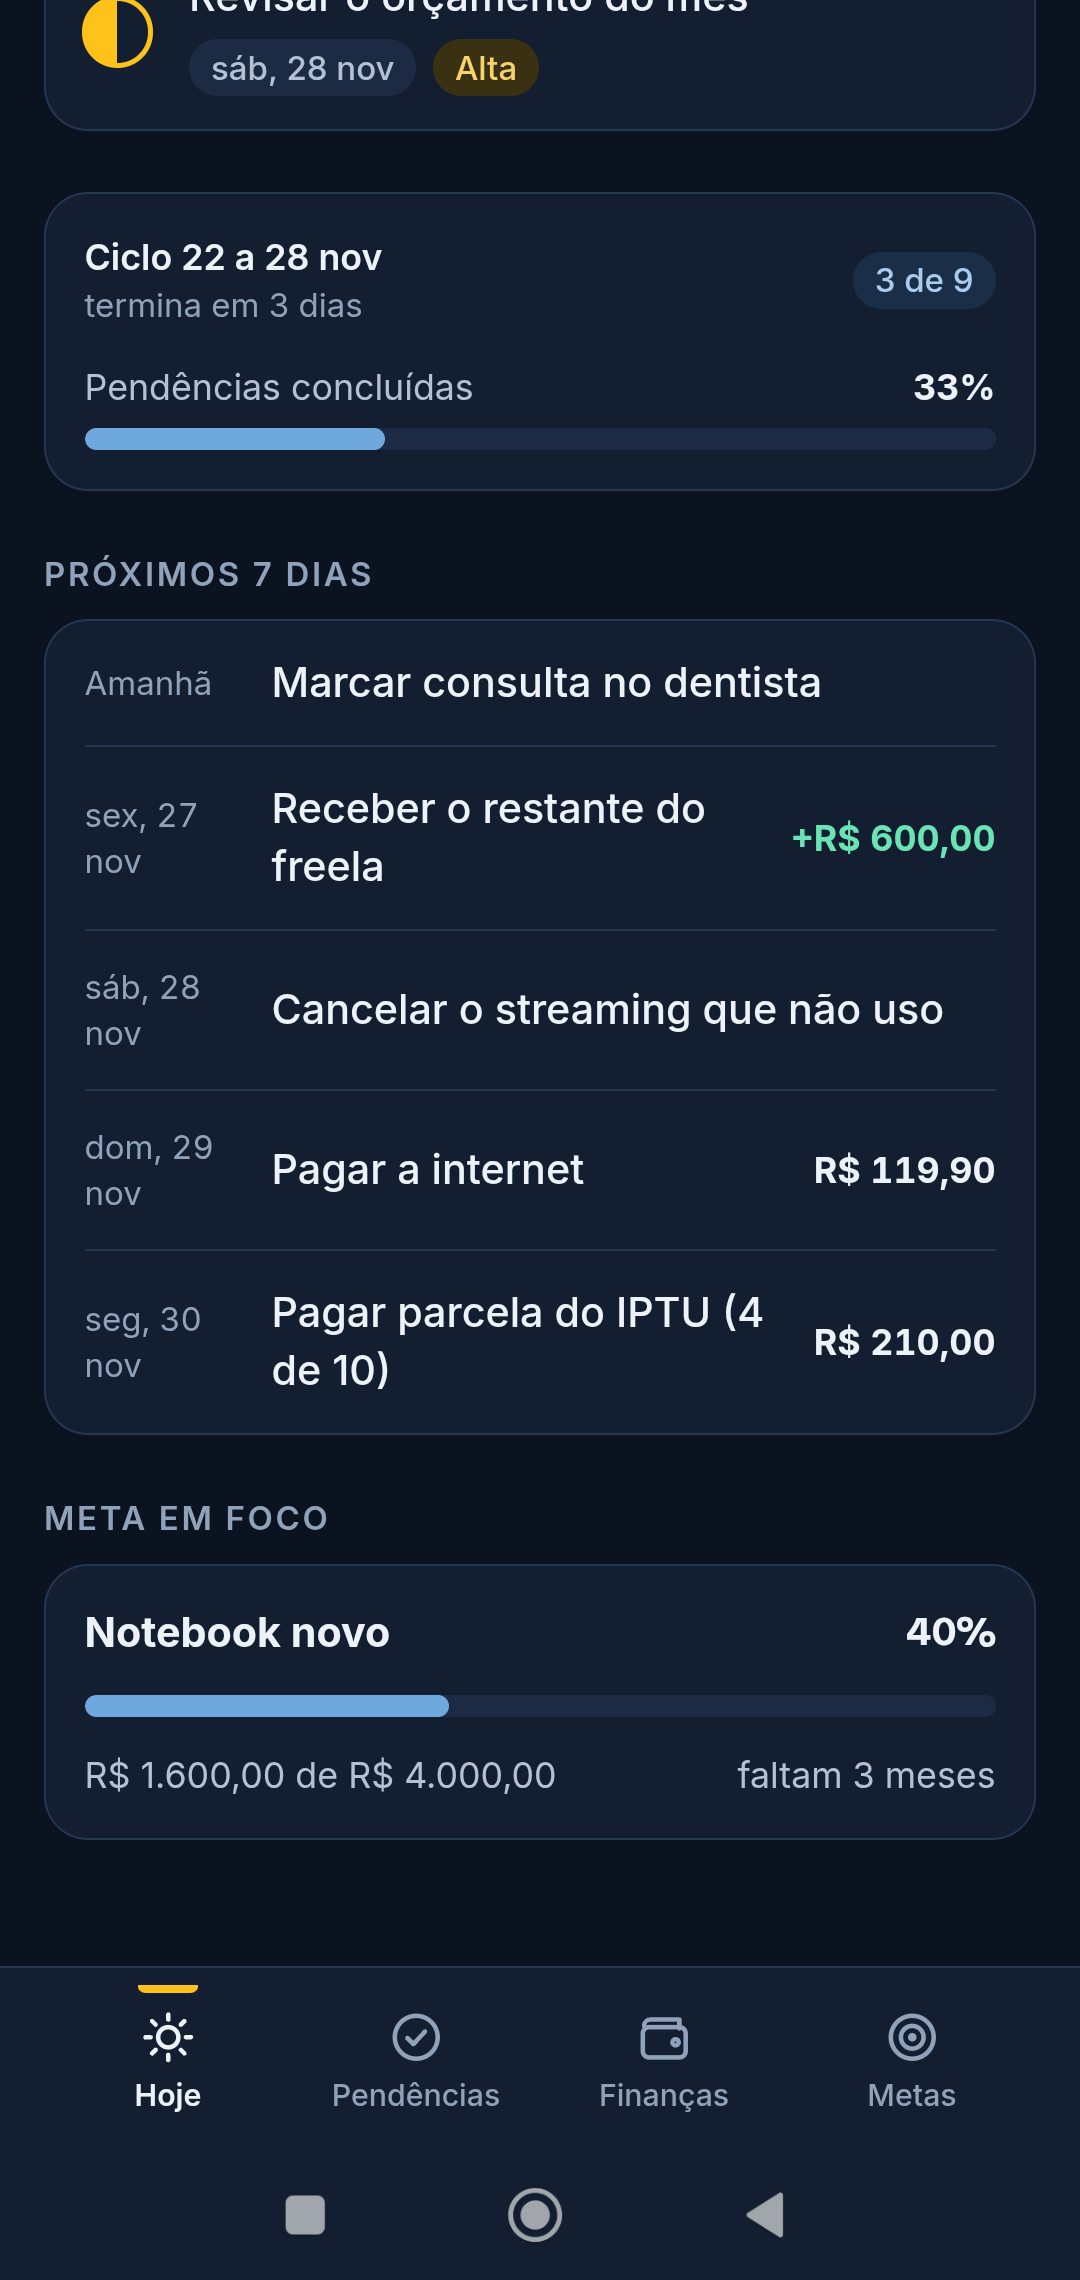 Revisar o orçamento do mês
sáb, 28 nov
Alta
Ciclo 22 a 28 nov
termina em 3 dias
3 de 9
Pendências concluídas
33%
PRÓXIMOS 7 DIAS
Amanhã
Marcar consulta no dentista
sex, 27
nov
Receber o restante do
freela
+R$ 600,00
sáb, 28
nov
Cancelar o streaming que não uso
dom, 29
nov
Pagar a internet
R$ 119,90
seg, 30
nov
Pagar parcela do IPTU (4
de 10)
R$ 210,00
META EM FOCO
Notebook novo
40%
R$ 1.600,00 de R$ 4.000,00
faltam 3 meses
Hoje
Pendências
Finanças
Metas